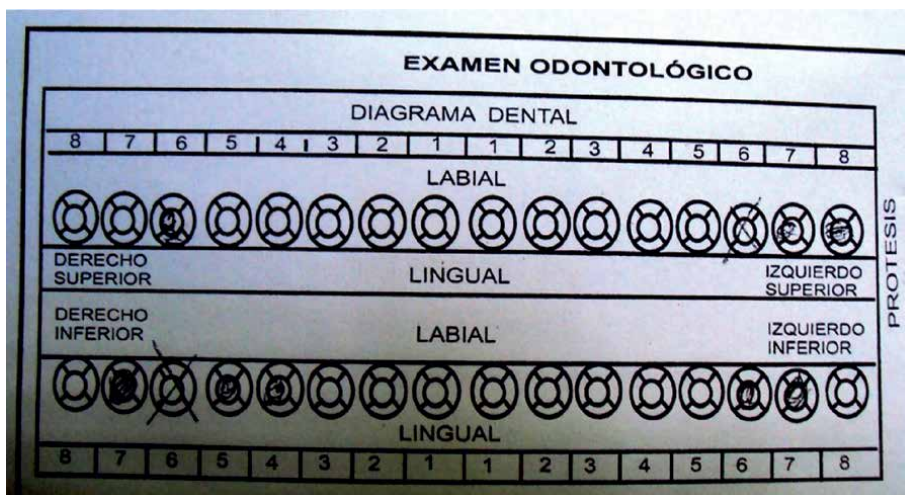 EXAMEN ODONTOLÓGICO
DIAGRAMA DENTAL
8 7 6 5 4 3 2 1 1 2 3 4 5 6 7 8
LABIAL
DERECHO
SUPERIOR
LINGUAL
IZQUIERDO
SUPERIOR
DERECHO
INFERIOR
LABIAL
IZQUIERDO
INFERIOR
LINGUAL
8 7 6 5 4 3 2 1 1 2 3 4 5 6 7 8
PROTESIS